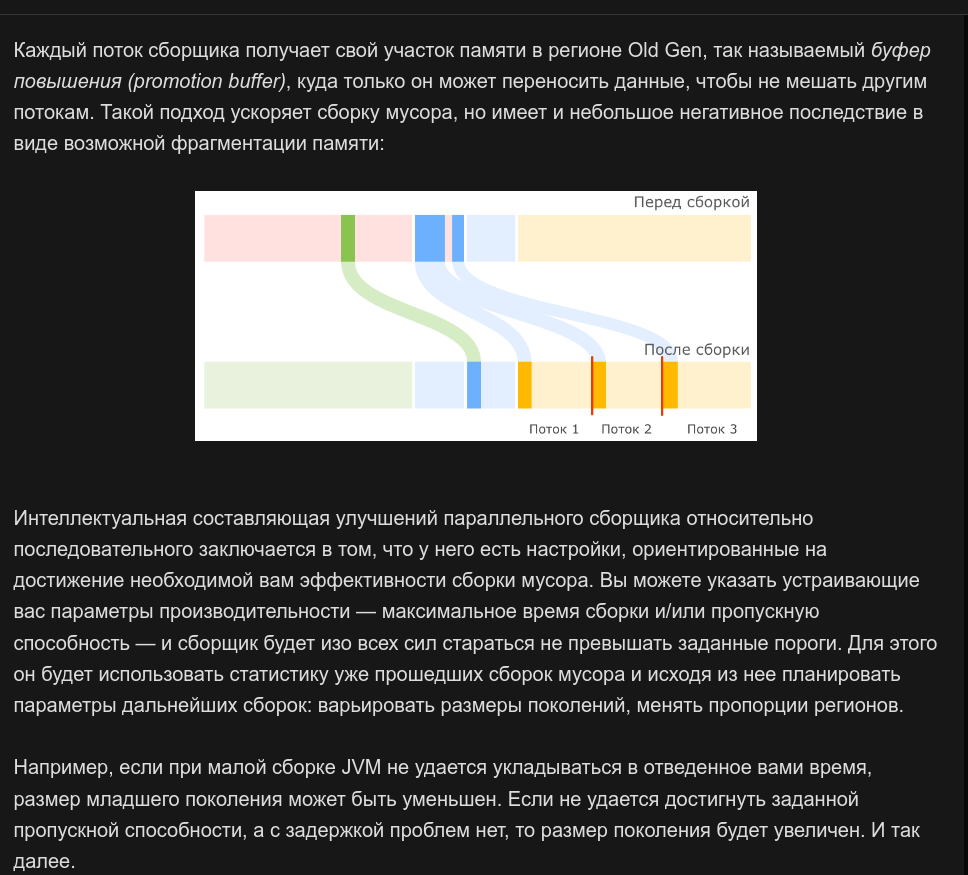 Каждый поток сборщика получает свой участок памяти в регионе Old Gen, так называемый буфер
повышения (promotion buffer), куда только он может переносить данные, чтобы не мешать другим
потокам. Такой подход ускоряет сборку мусора, но имеет и небольшое негативное последствие в
виде возможной фрагментации памяти:
Перед сборкой
После сборки
Поток 1 Поток 2 Поток 3
Интеллектуальная составляющая улучшений параллельного сборщика относительно
последовательного заключается в том, что у него есть настройки, ориентированные на
достижение необходимой вам эффективности сборки мусора. Вы можете указать устраивающие
вас параметры производительности — максимальное время сборки и/или пропускную
способность — и сборщик будет изо всех сил стараться не превышать заданные пороги. Для этого
он будет использовать статистику уже прошедших сборок мусора и исходя из нее планировать
параметры дальнейших сборок: варьировать размеры поколений, менять пропорции регионов.
Например, если при малой сборке JVM не удается укладываться в отведенное вами время,
размер младшего поколения может быть уменьшен. Если не удается достигнуть заданной
пропускной способности, а с задержкой проблем нет, то размер поколения будет увеличен. И так
далее.